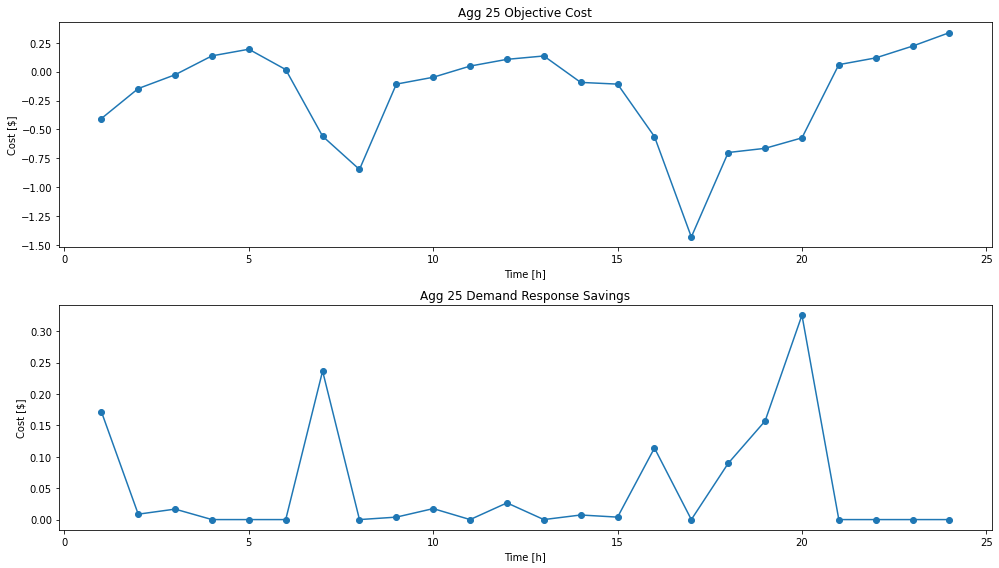 Agg 25 Objective Cost
Cost [$]
0.25
0.00
−0.25
−0.50
−0.75
−1.00
−1.25
−1.50
0 5 10 15 20 25
Time [h]
Agg 25 Demand Response Savings
Cost [$]
0.30
0.25
0.20
0.15
0.10
0.05
0.00
0 5 10 15 20 25
Time [h]